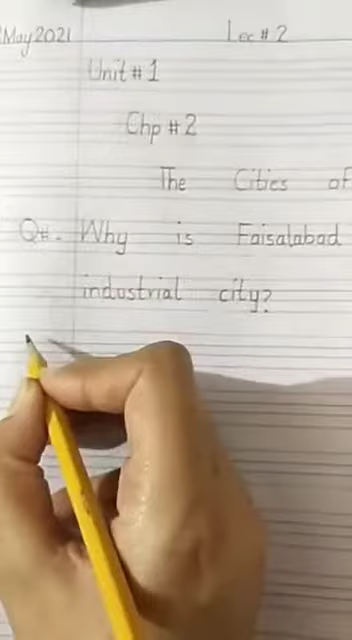 May 2021 Lec # 2
Unit # 1
Chp # 2
The Cities of
Q#. Why is Faisalabad
industrial city?